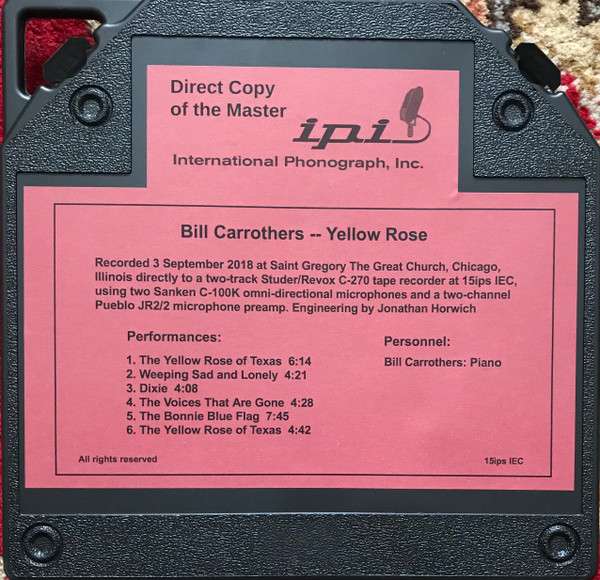 Direct Copy
of the Master
ipi
International Phonograph, Inc.
Bill Carrothers -- Yellow Rose
Recorded 3 September 2018 at Saint Gregory The Great Church, Chicago,
Illinois directly to a two-track Studer/Revox C-270 tape recorder at 15ips IEC,
using two Sanken C-100K omni-directional microphones and a two-channel
Pueblo JR2/2 microphone preamp. Engineering by Jonathan Horwich
Performances:
1. The Yellow Rose of Texas 6:14
2. Weeping Sad and Lonely 4:21
3. Dixie 4:08
4. The Voices That Are Gone 4:28
5. The Bonnie Blue Flag 7:45
6. The Yellow Rose of Texas 4:42
Personnel:
Bill Carrothers: Piano
All rights reserved
15ips IEC